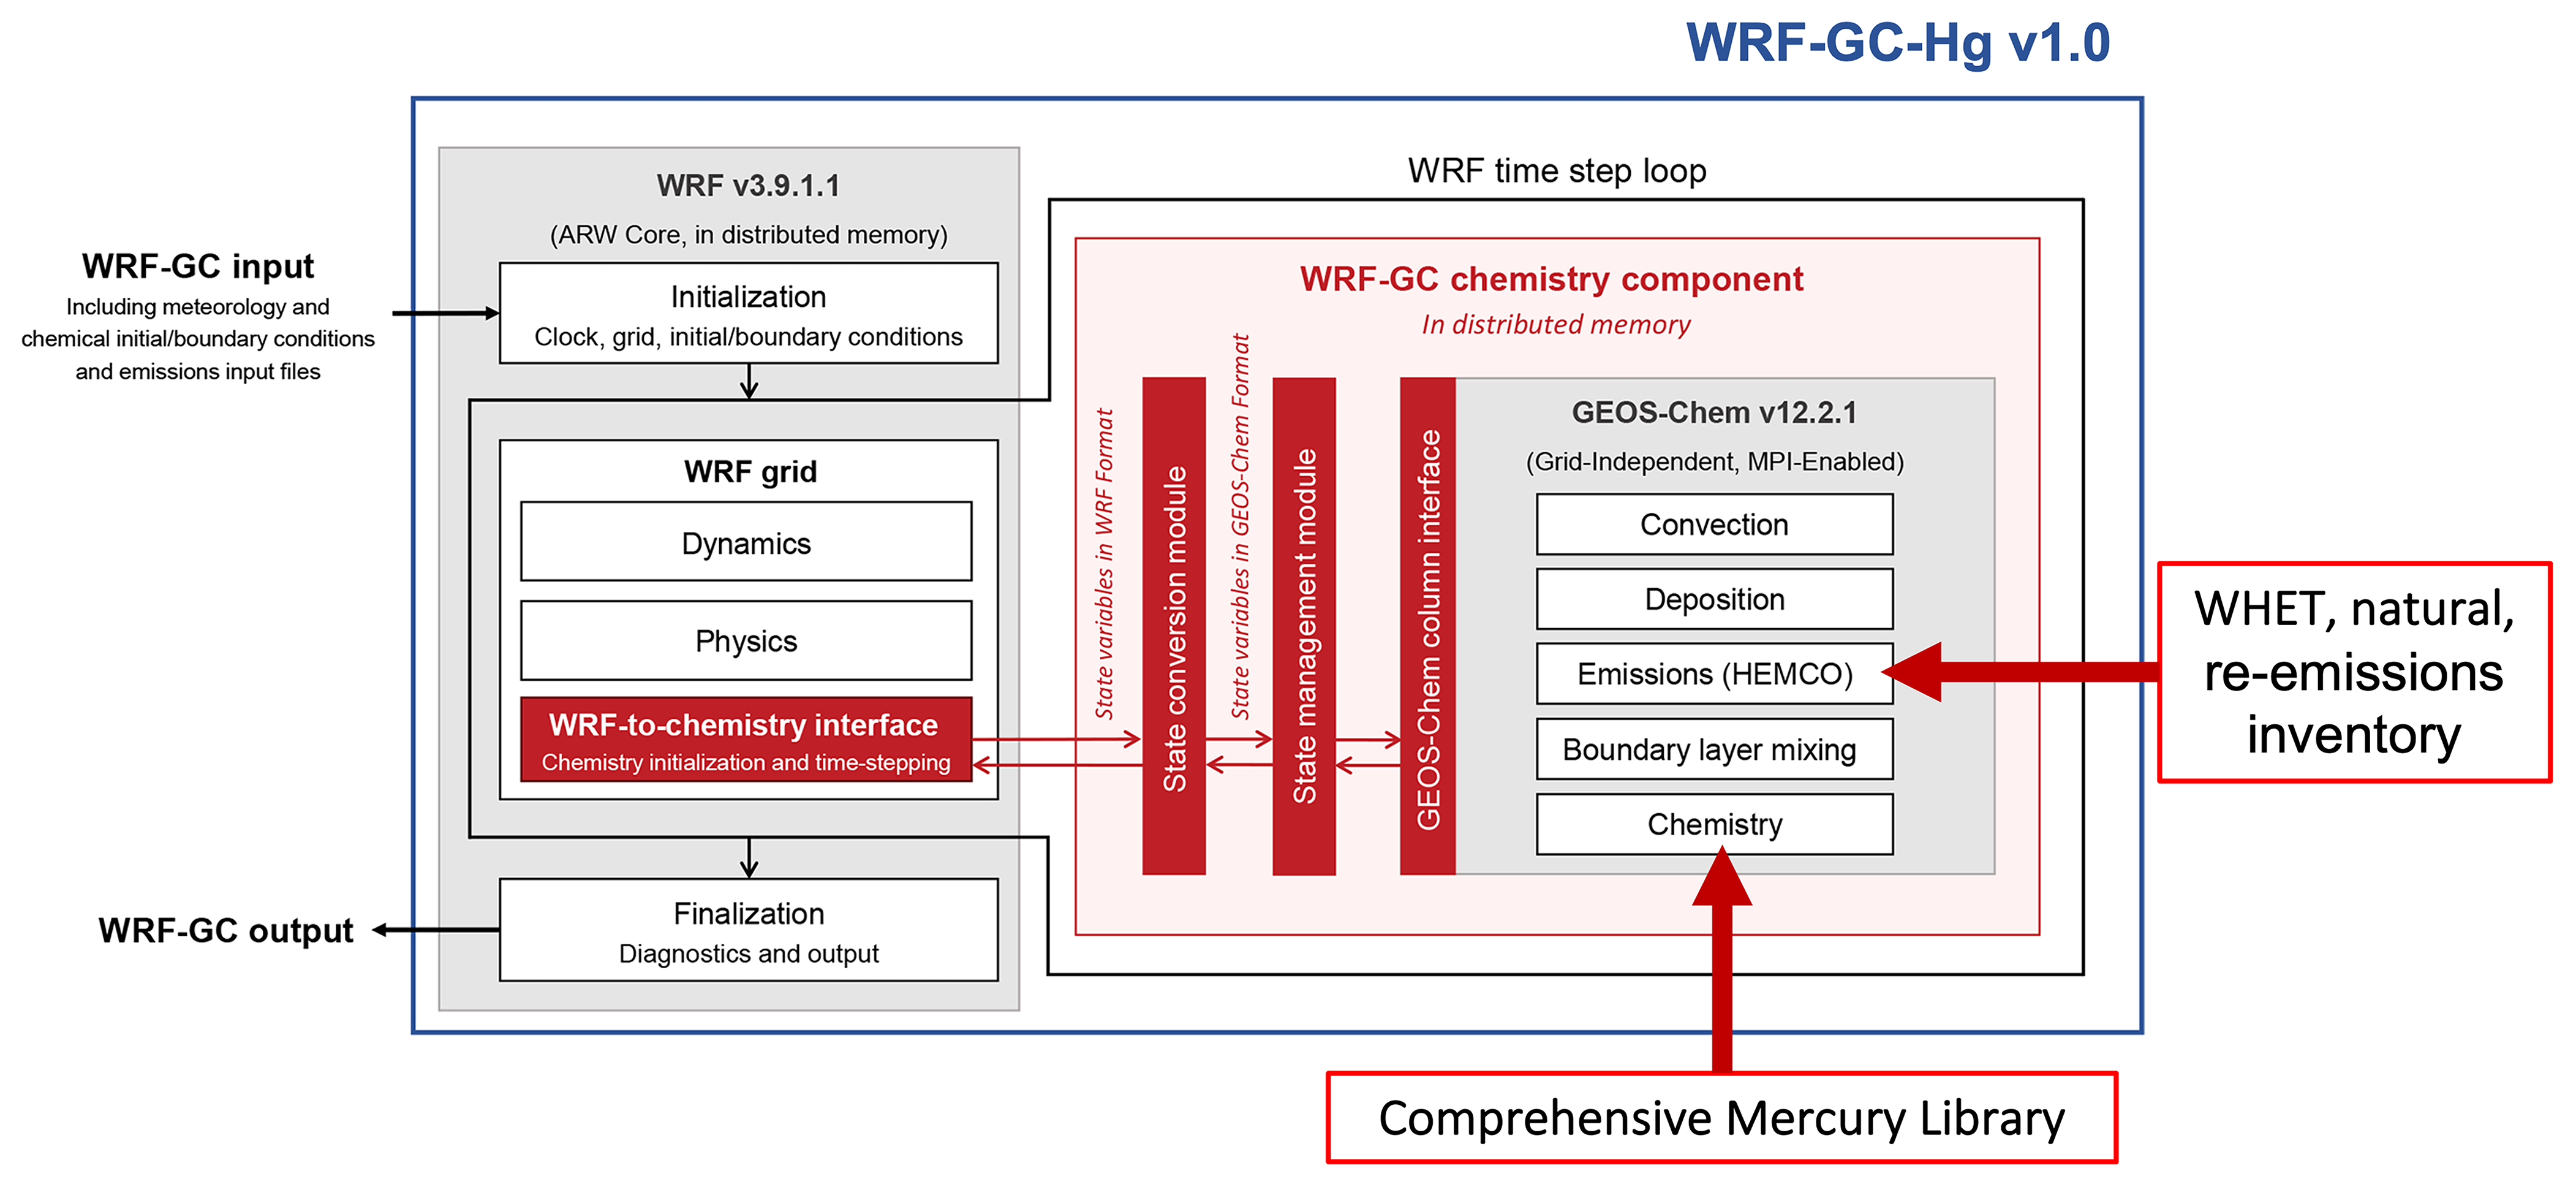 WRF-GC-Hg v1.0
WRF-GC input
Including meteorology and
chemical initial/boundary conditions
and emissions input files
WRF v3.9.1.1
(ARW Core, in distributed memory)
Initialization
Clock, grid, initial/boundary conditions
WRF grid
Dynamics
Physics
WRF-to-chemistry interface
Chemistry initialization and time-stepping
Finalization
Diagnostics and output
WRF-GC output
WRF time step loop
WRF-GC chemistry component
In distributed memory
State variables in WRF Format
State conversion module
State variables in GEOS-Chem Format
State management module
GEOS-Chem column interface
GEOS-Chem v12.2.1
(Grid-Independent, MPI-Enabled)
Convection
Deposition
Emissions (HEMCO)
Boundary layer mixing
Chemistry
WHET, natural,
re-emissions
inventory
Comprehensive Mercury Library